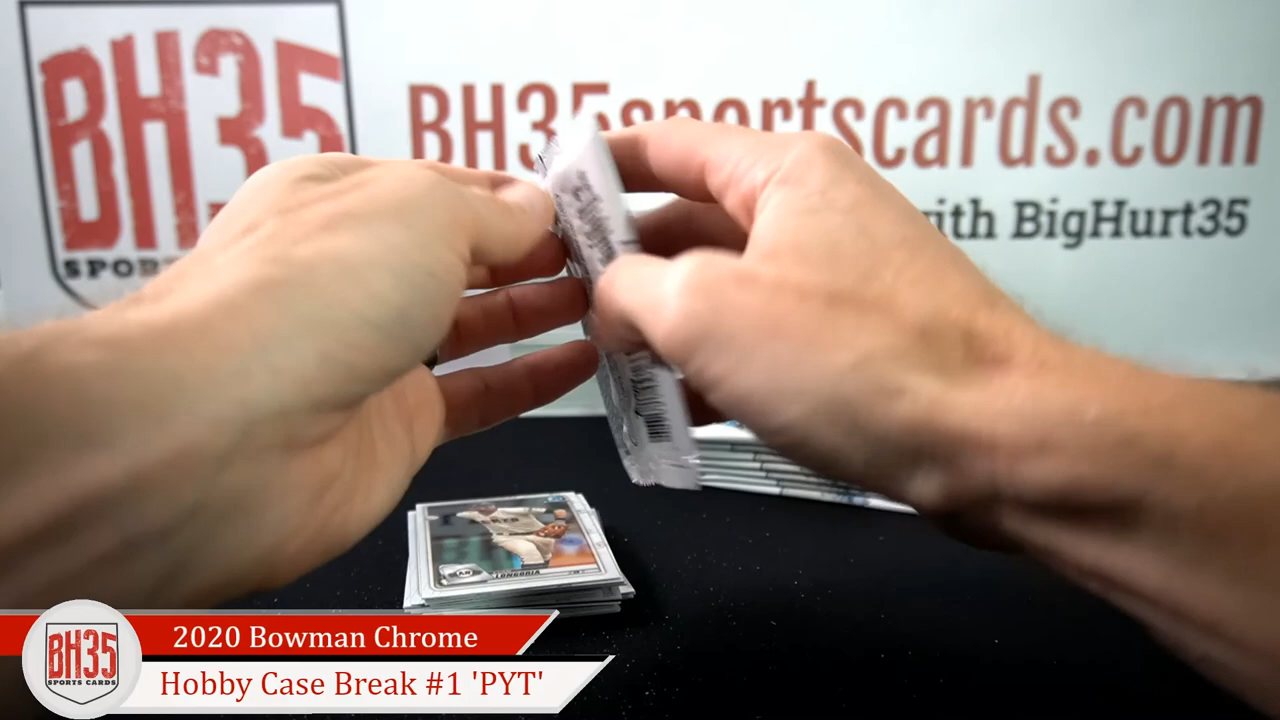 BH35
BH35sportscards.com
with BigHurt35
LONGORIA
BH35
SPORTS CARDS
2020 Bowman Chrome
Hobby Case Break #1 'PYT'